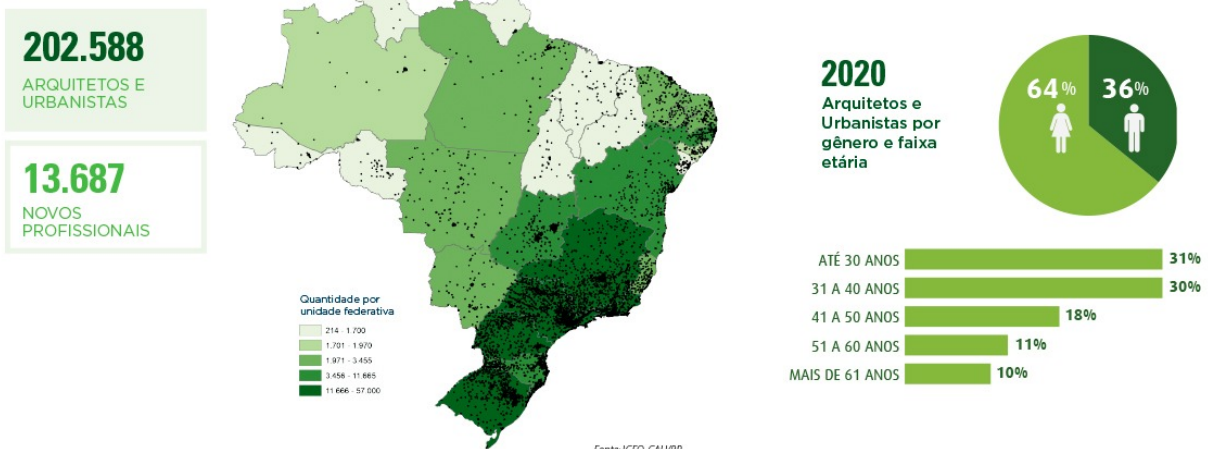 202.588
ARQUITETOS E
URBANISTAS
13.687
NOVOS
PROFISSIONAIS
Quantidade por
unidade federativa
214 - 1.700
1.701 - 1.970
1.971 - 3.455
3.456 - 11.665
11.666 - 57.000
2020
Arquitetos e
Urbanistas por
gênero e faixa
etária
64% 36%
ATÉ 30 ANOS 31%
31 A 40 ANOS 30%
41 A 50 ANOS 18%
51 A 60 ANOS 11%
MAIS DE 61 ANOS 10%